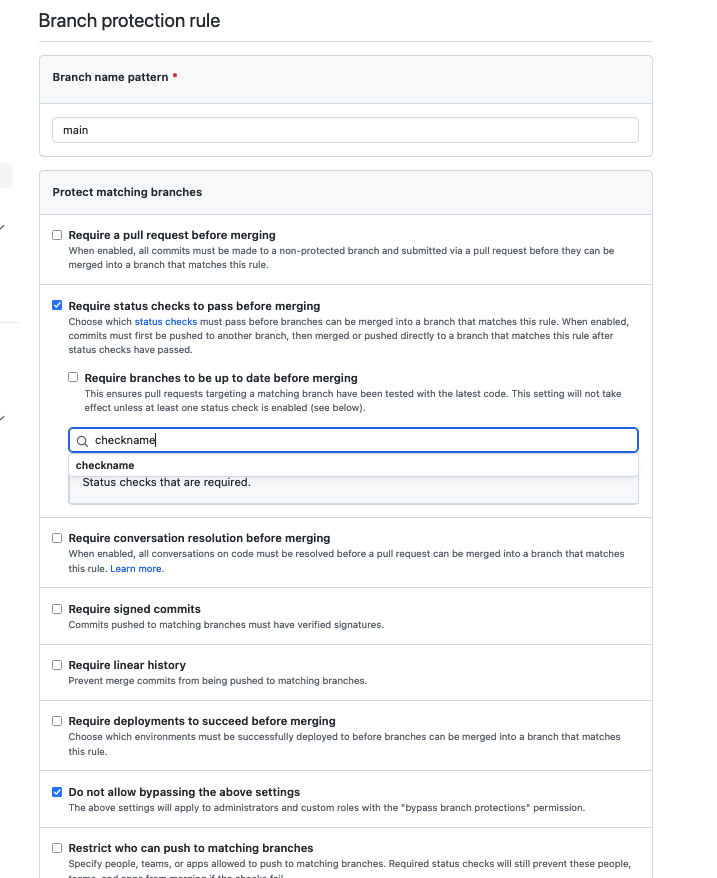 Branch protection rule
Branch name pattern *
main
Protect matching branches
Require a pull request before merging
When enabled, all commits must be made to a non-protected branch and submitted via a pull request before they can be
merged into a branch that matches this rule.
Require status checks to pass before merging
Choose which status checks must pass before branches can be merged into a branch that matches this rule. When enabled,
commits must first be pushed to another branch, then merged or pushed directly to a branch that matches this rule after
status checks have passed.
Require branches to be up to date before merging
This ensures pull requests targeting a matching branch have been tested with the latest code. This setting will not take
effect unless at least one status check is enabled (see below).
checkname
checkname
Status checks that are required.
Require conversation resolution before merging
When enabled, all conversations on code must be resolved before a pull request can be merged into a branch that matches
this rule. Learn more.
Require signed commits
Commits pushed to matching branches must have verified signatures.
Require linear history
Prevent merge commits from being pushed to matching branches.
Require deployments to succeed before merging
Choose which environments must be successfully deployed to before branches can be merged into a branch that matches
this rule.
Do not allow bypassing the above settings
The above settings will apply to administrators and custom roles with the "bypass branch protections" permission.
Restrict who can push to matching branches
Specify people, teams, or apps allowed to push to matching branches. Required status checks will still prevent these people,
teams, and apps from merging if the checks fail.